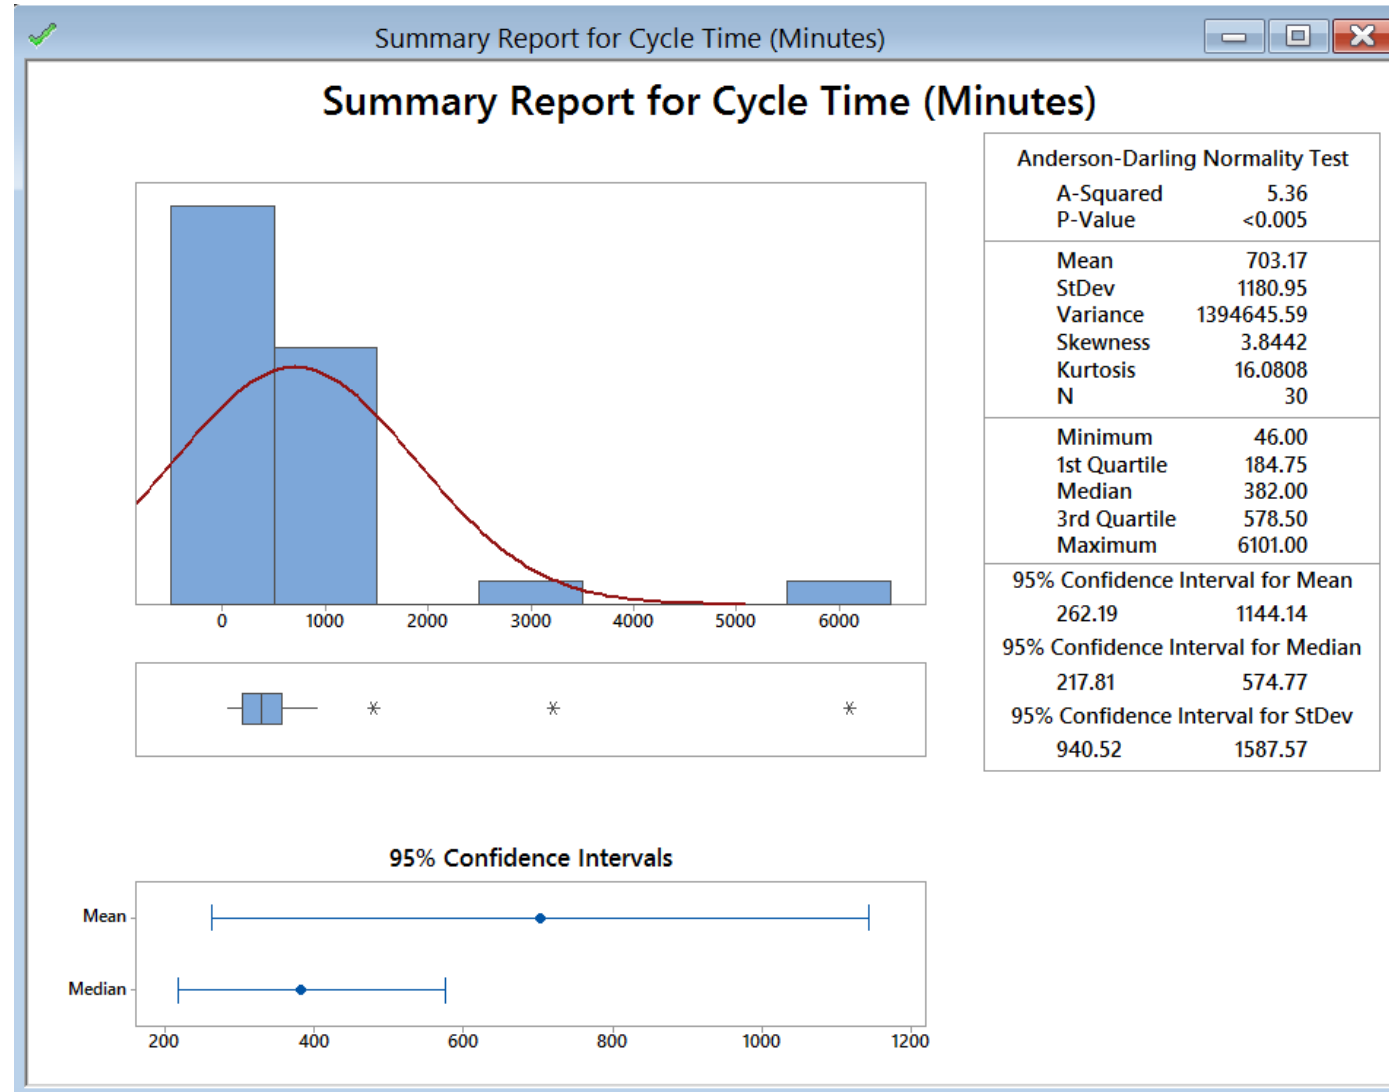 Summary Report for Cycle Time (Minutes)
Summary Report for Cycle Time (Minutes)
0 1000 2000 3000 4000 5000 6000
95% Confidence Intervals
Mean
Median
200 400 600 800 1000 1200
Anderson-Darling Normality Test
A-Squared 5.36
P-Value <0.005
Mean 703.17
StDev 1180.95
Variance 1394645.59
Skewness 3.8442
Kurtosis 16.0808
N 30
Minimum 46.00
1st Quartile 184.75
Median 382.00
3rd Quartile 578.50
Maximum 6101.00
95% Confidence Interval for Mean
262.19 1144.14
95% Confidence Interval for Median
217.81 574.77
95% Confidence Interval for StDev
940.52 1587.57